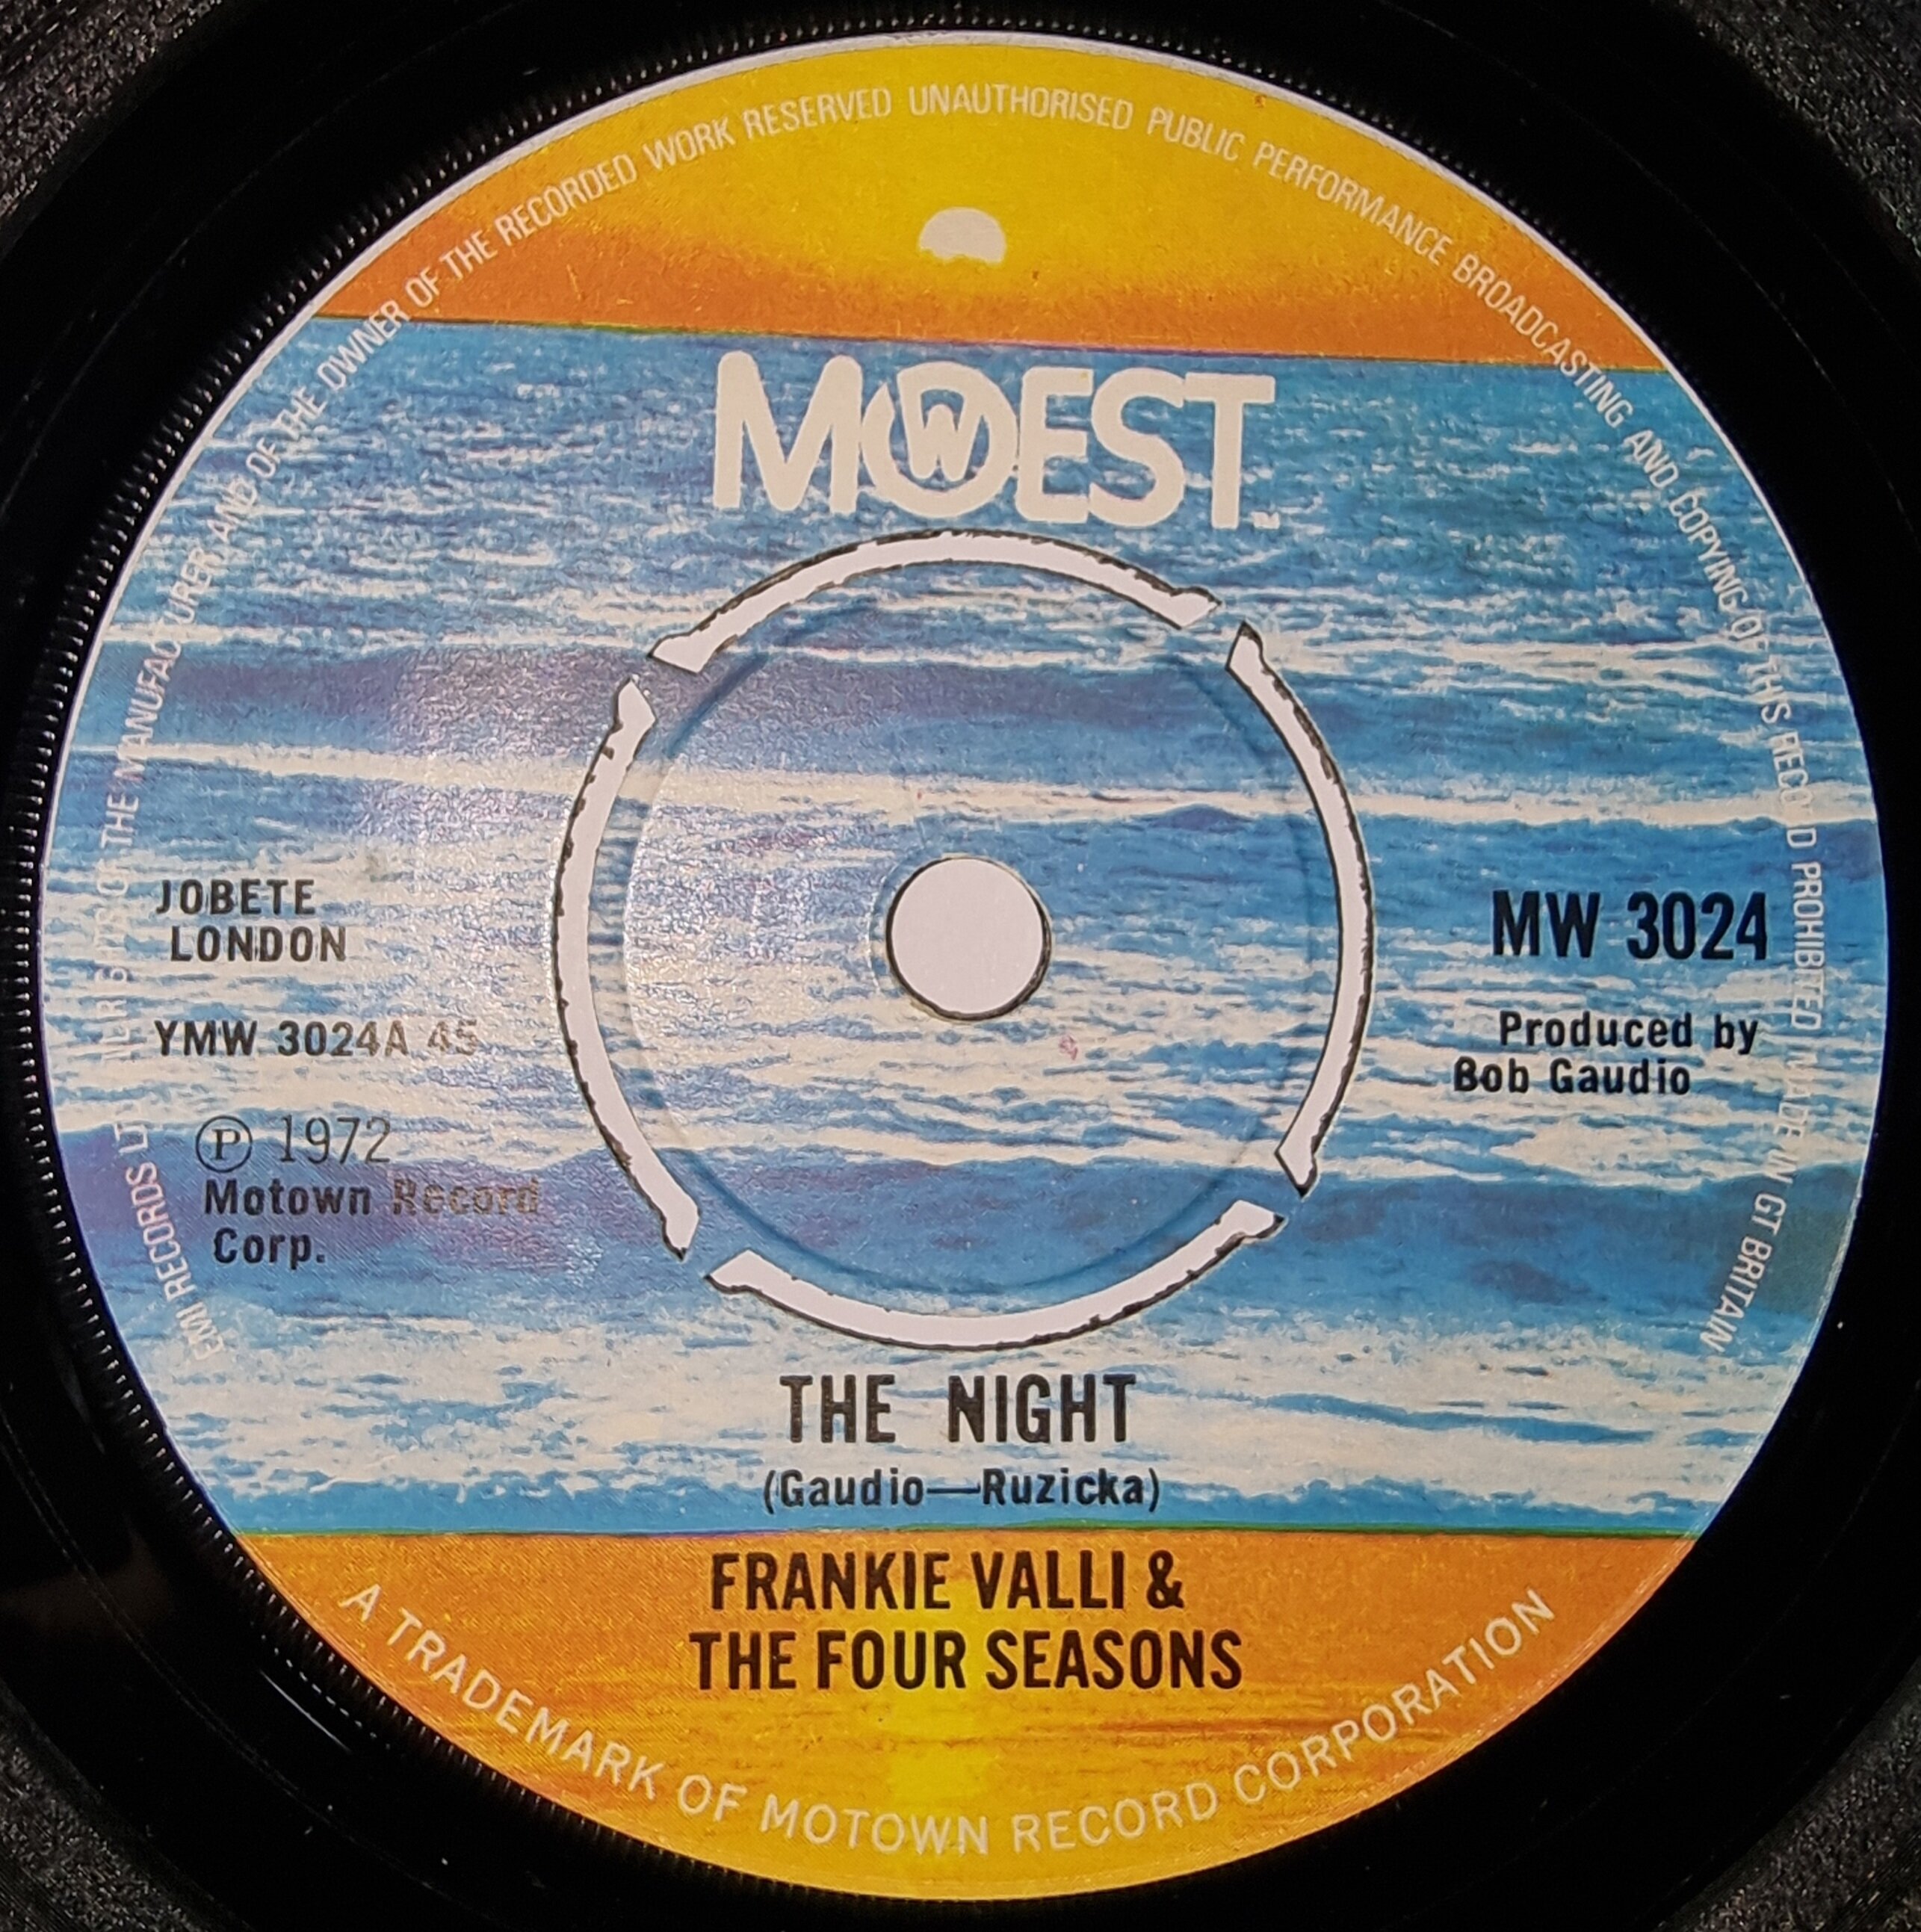 ALL RIGHTS OF THE MANUFACTURER AND OF THE OWNER OF THE RECORDED WORK RESERVED UNAUTHORISED PUBLIC PERFORMANCE BROADCASTING AND COPYING OF THIS RECORD PROHIBITED MADE IN GT BRITAIN
EMI RECORDS LTD
MOWEST
JOBETE
LONDON
YMW 3024A 45
Ⓟ 1972
Motown Record
Corp.
MW 3024
Produced by
Bob Gaudio
THE NIGHT
(Gaudio—Ruzicka)
FRANKIE VALLI &
THE FOUR SEASONS
A TRADEMARK OF MOTOWN RECORD CORPORATION